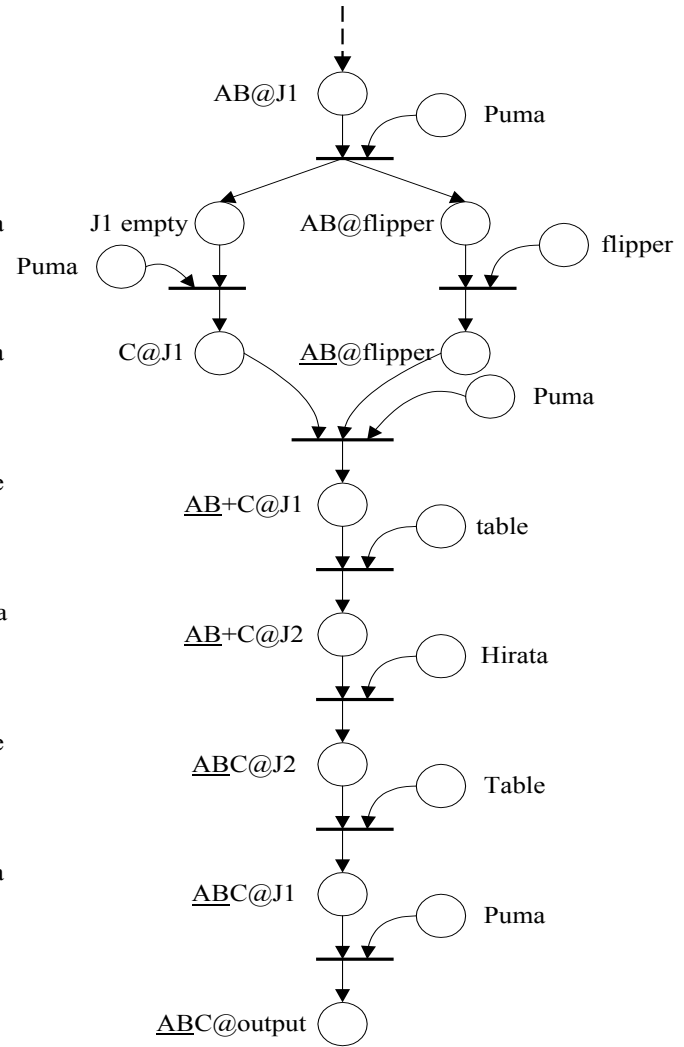 AB@J1
Puma
a
J1 empty
AB@flipper
flipper
Puma
a
C@J1
AB@flipper
Puma
e
AB+C@J1
table
a
AB+C@J2
Hirata
e
ABC@J2
Table
a
ABC@J1
Puma
ABC@output